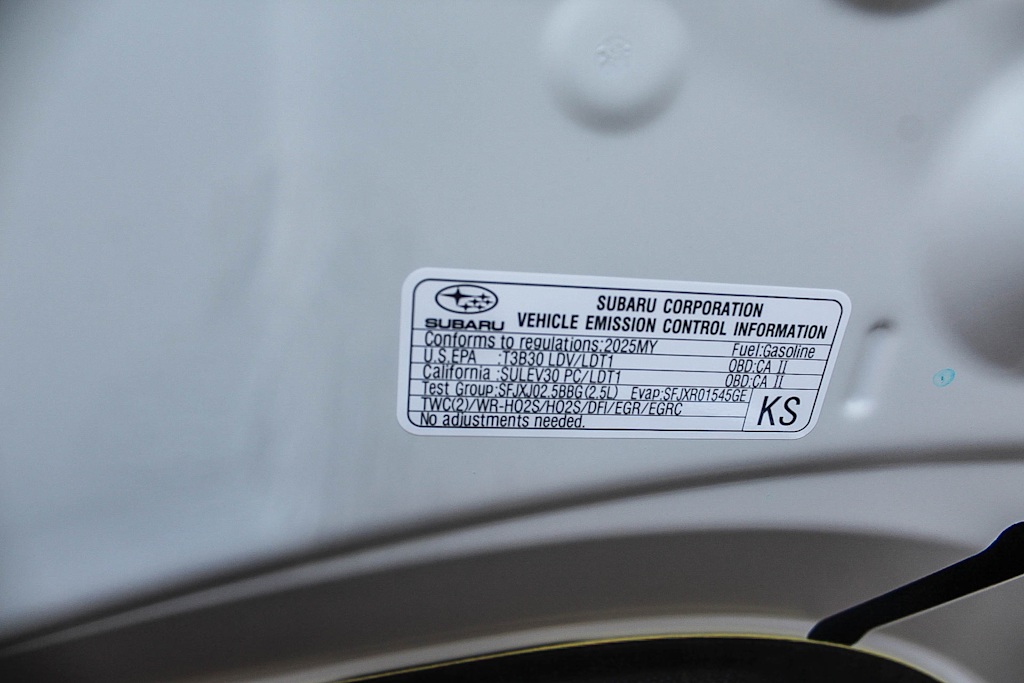 SUBARU
SUBARU CORPORATION
VEHICLE EMISSION CONTROL INFORMATION
Conforms to regulations:2025MY Fuel:Gasoline
U.S.EPA :T3B30 LDV/LDT1 OBD:CA II
California :SULEV30 PC/LDT1 OBD:CA II
Test Group:SFJXJ02.5BBG(2.5L) Evap:SFJXR01545GE
TWC(2)/WR-HO2S/HO2S/DFI/EGR/EGRC
No adjustments needed.
KS